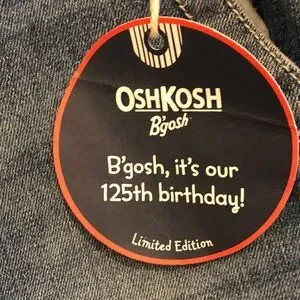 OSHKOSH
B'gosh
B'gosh, it's our
125th birthday!
Limited Edition